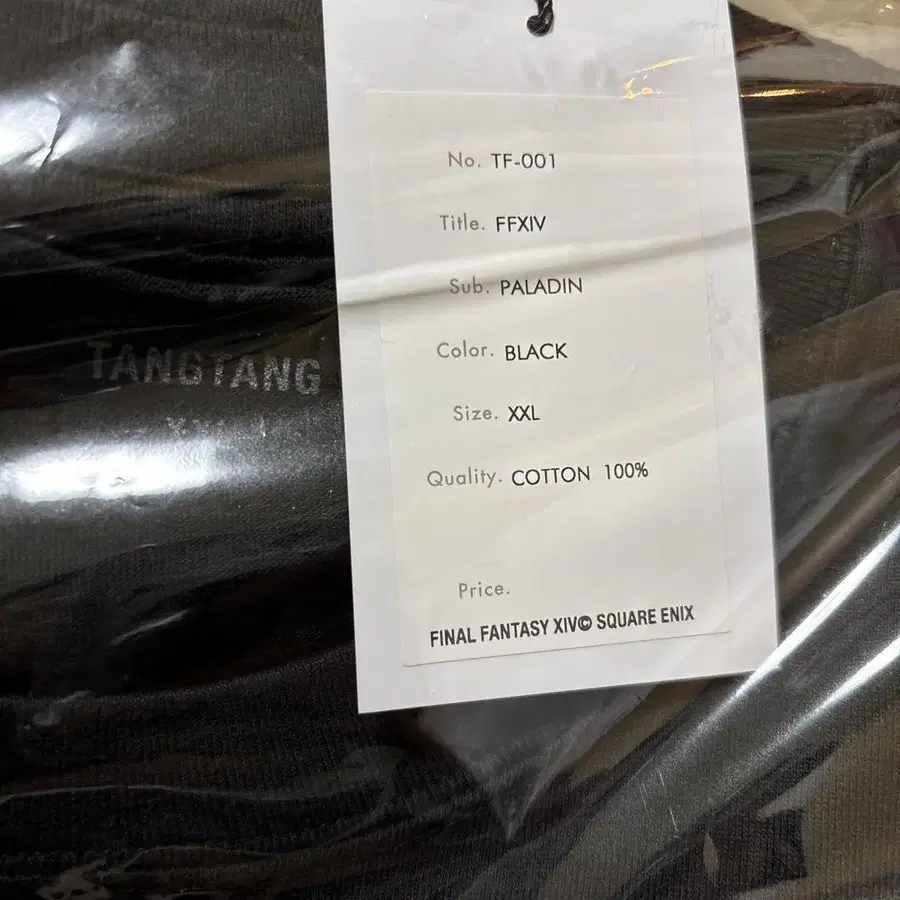 No. TF-001
Title. FFXIV
Sub. PALADIN
Color. BLACK
TANGTANG
Size. XXL
Quality. COTTON 100%
Price.
FINAL FANTASY XIV© SQUARE ENIX